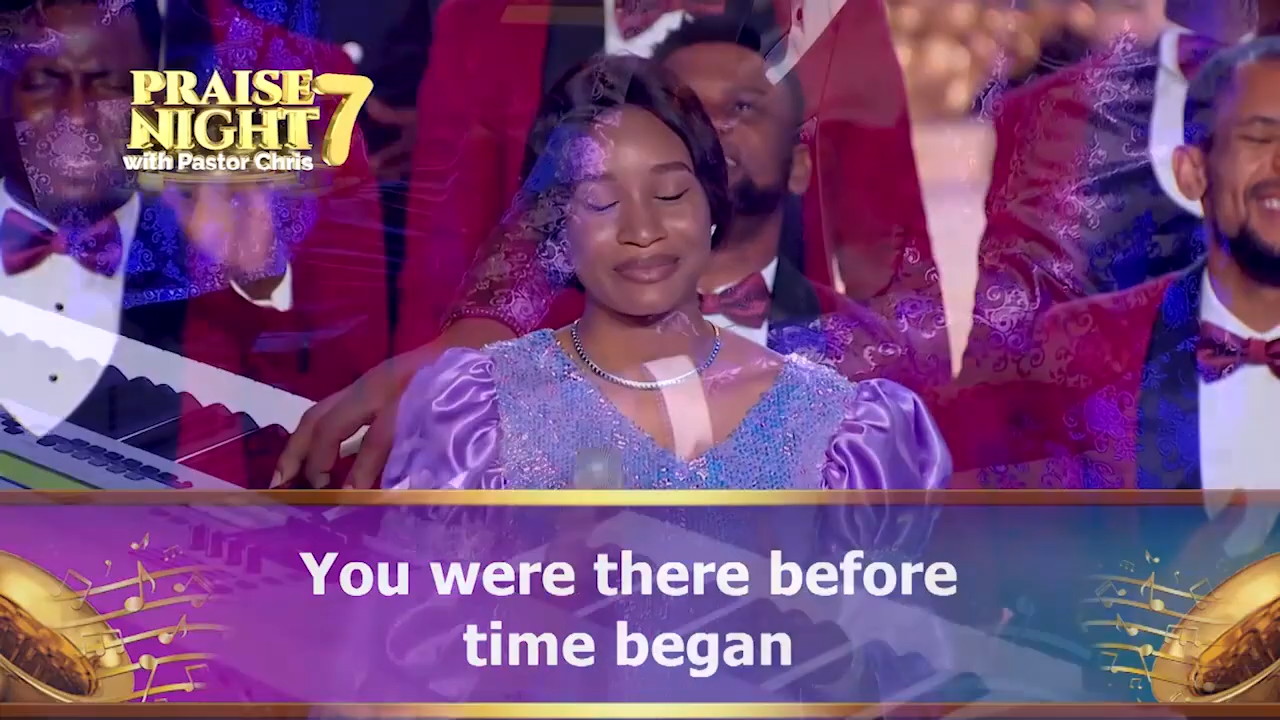 PRAISE
NIGHT 7
with Pastor Chris
You were there before
time began